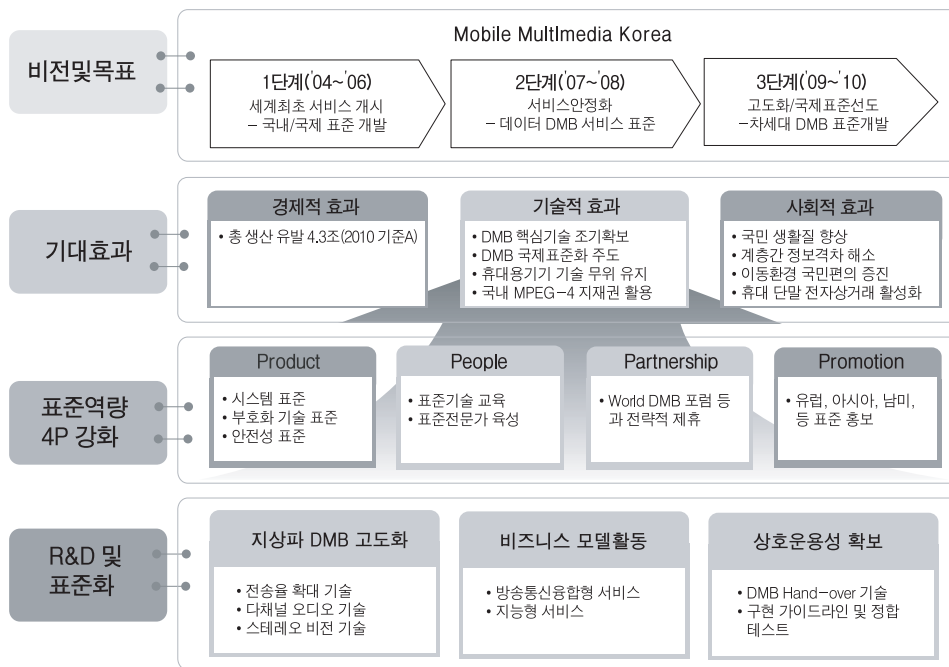 비전및목표
Mobile MultImedia Korea
1단계('04~'06)
세계최초 서비스 개시
- 국내/국제 표준 개발
2단계('07~'08)
서비스안정화
- 데이터 DMB 서비스 표준
3단계('09~'10)
고도화/국제표준선도
-차세대 DMB 표준개발
기대효과
경제적 효과
• 총 생산 유발 4.3조(2010 기준A)
기술적 효과
• DMB 핵심기술 조기확보
• DMB 국제표준화 주도
• 휴대용기기 기술 무위 유지
• 국내 MPEG-4 지재권 활용
사회적 효과
• 국민 생활질 향상
• 계층간 정보격차 해소
• 이동환경 국민편의 증진
• 휴대 단말 전자상거래 활성화
표준역량
4P 강화
Product
• 시스템 표준
• 부호화 기술 표준
• 안전성 표준
People
• 표준기술 교육
• 표준전문가 육성
Partnership
• World DMB 포럼 등
과 전략적 제휴
Promotion
• 유럽, 아시아, 남미,
등 표준 홍보
R&D 및
표준화
지상파 DMB 고도화
• 전송율 확대 기술
• 다채널 오디오 기술
• 스테레오 비전 기술
비즈니스 모델활동
• 방송통신융합형 서비스
• 지능형 서비스
상호운용성 확보
• DMB Hand-over 기술
• 구현 가이드라인 및 정합
테스트